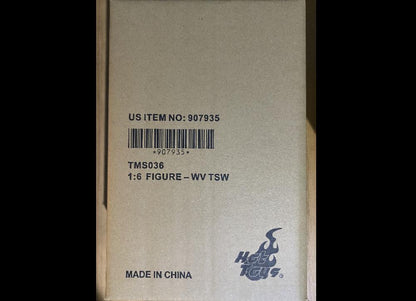 US ITEM NO: 907935
*907935*
TMS036
1:6 FIGURE – WV TSW
Hot
Toys®
MADE IN CHINA